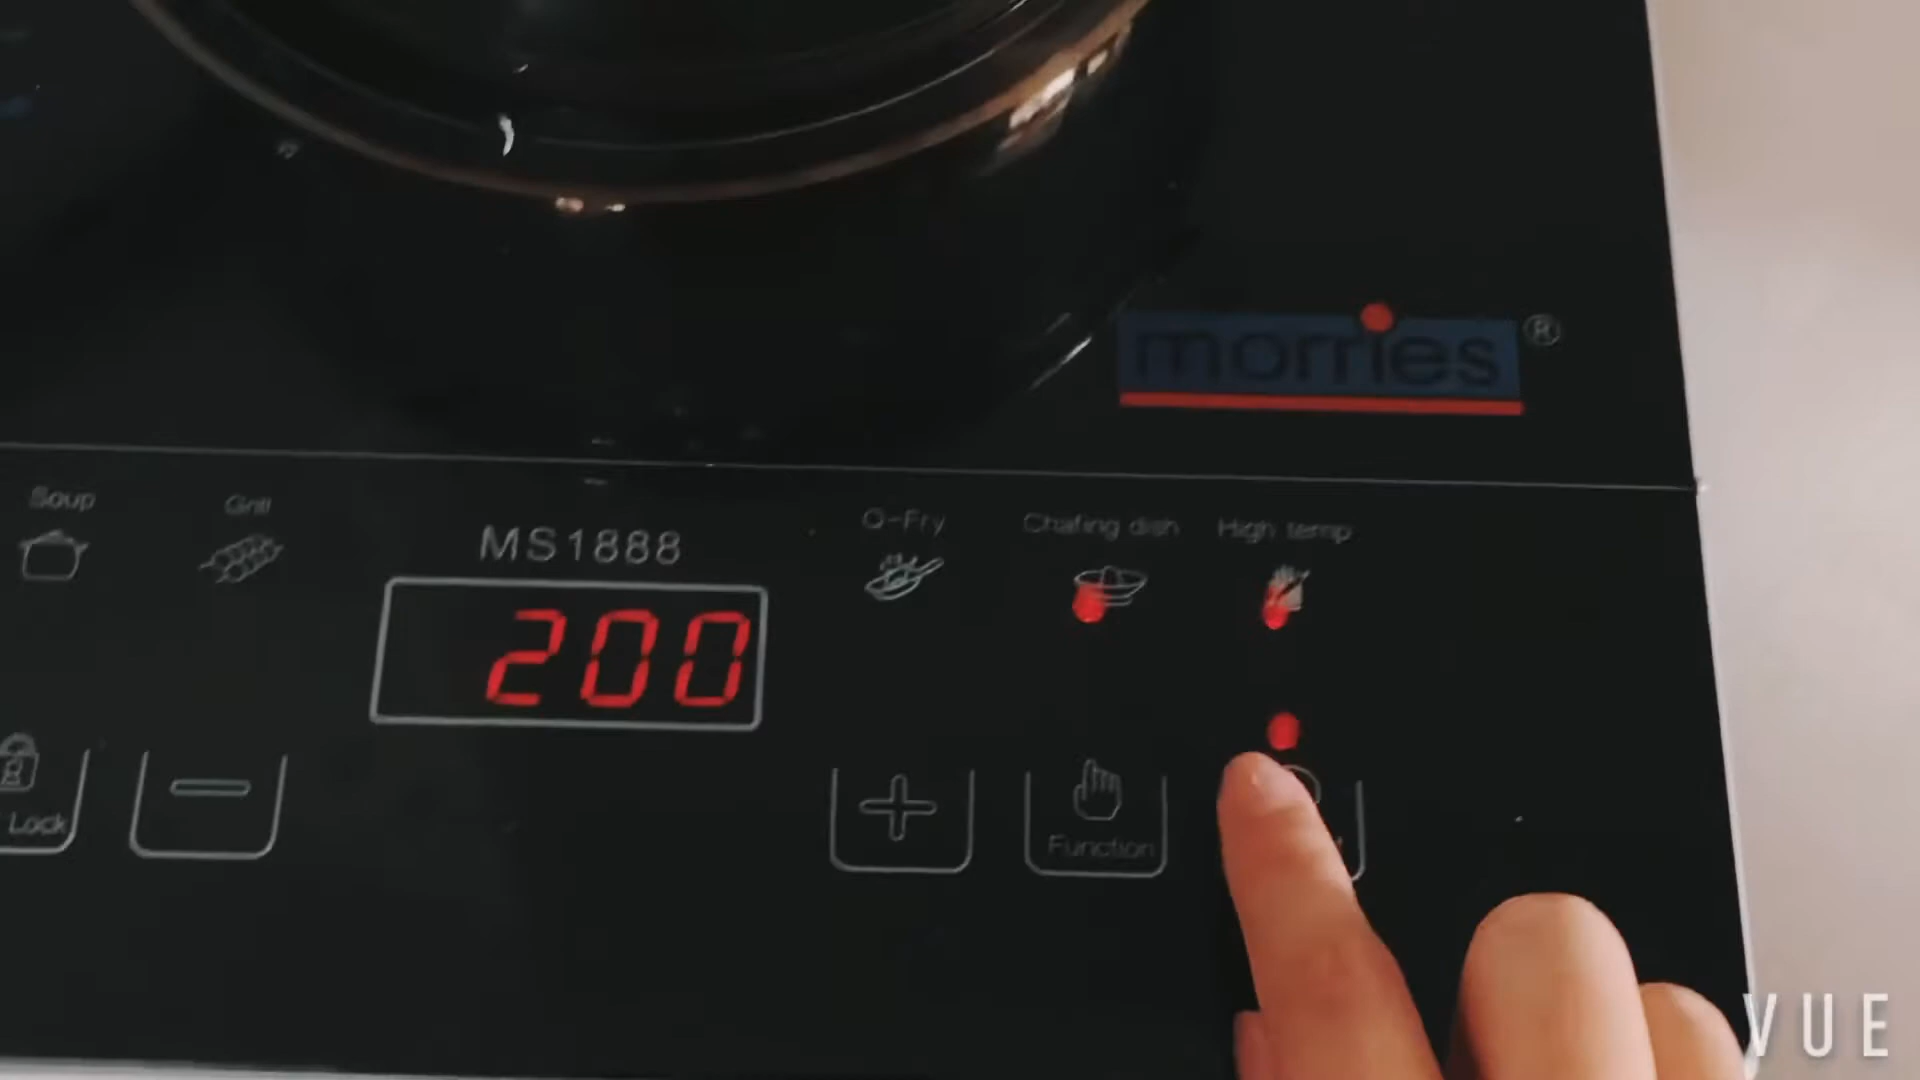 morries ®
Soup
Grill
MS1888
O-Fry
Chafing dish
High temp
200
Lock
Function
VUE